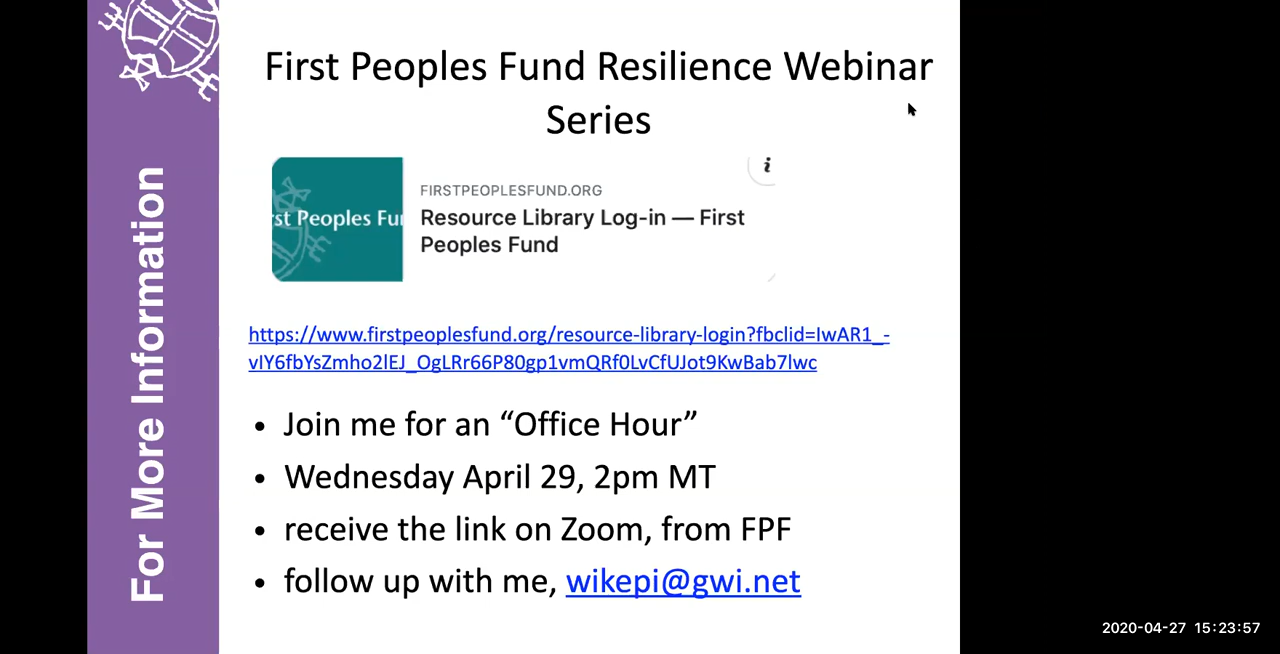 For More Information
First Peoples Fund Resilience Webinar
Series
i
rst Peoples Fu
FIRSTPEOPLESFUND.ORG
Resource Library Log-in — First
Peoples Fund
https://www.firstpeoplesfund.org/resource-library-login?fbclid=IwAR1_-
vIY6fbYsZmho2lEJ_OgLRr66P80gp1vmQRf0LvCfUJot9KwBab7lwc
• Join me for an “Office Hour”
• Wednesday April 29, 2pm MT
• receive the link on Zoom, from FPF
• follow up with me, wikepi@gwi.net
2020-04-27 15:23:57